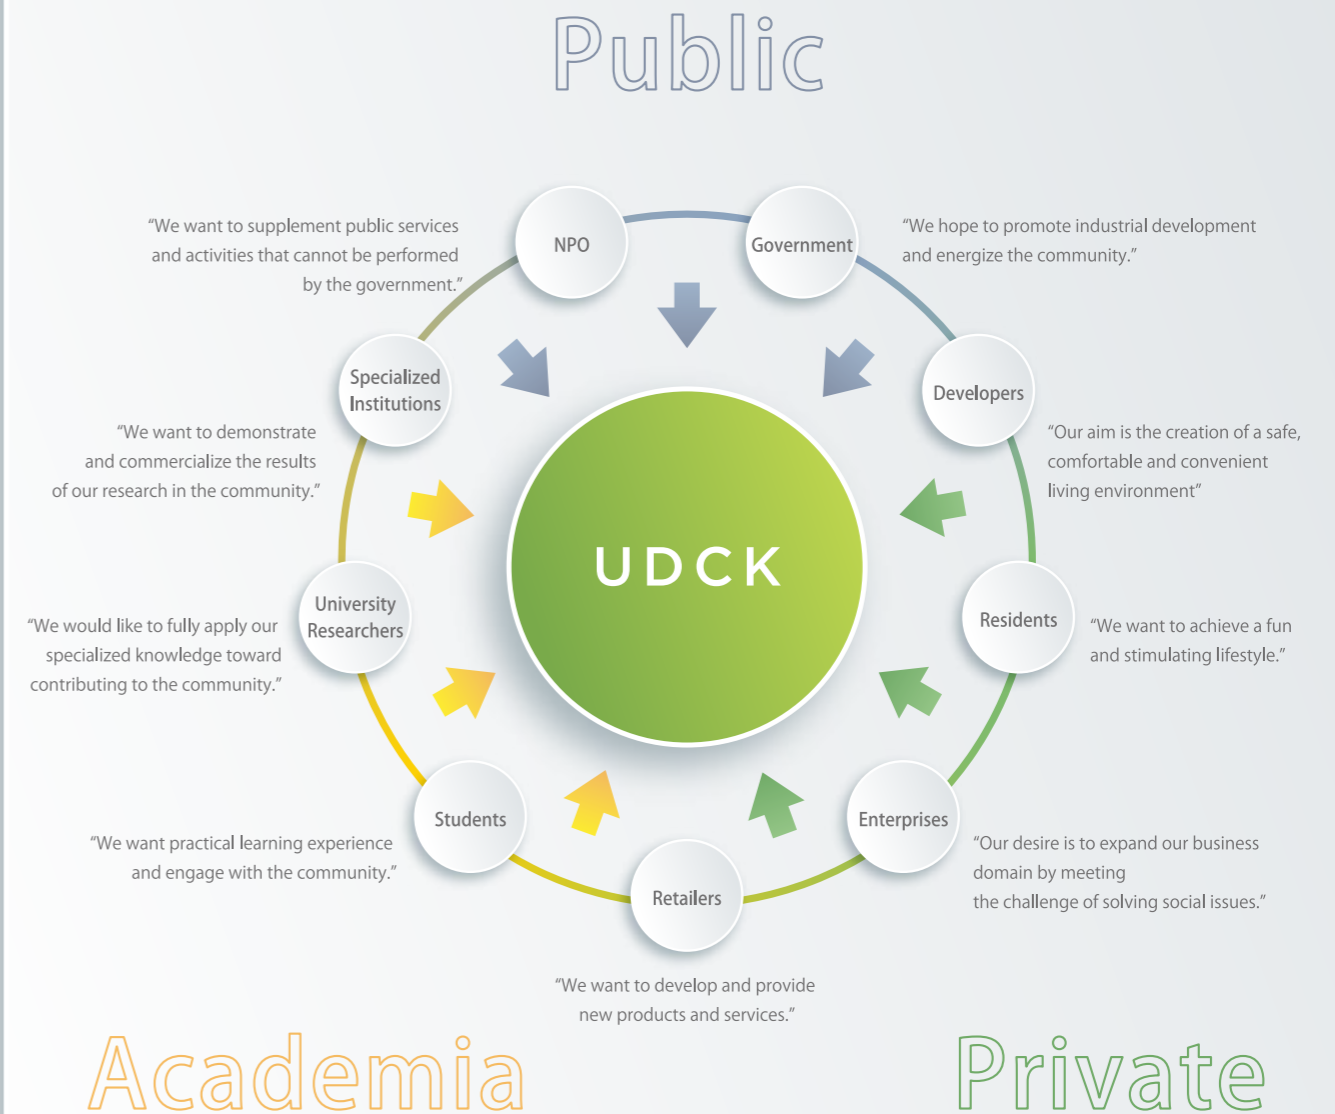 Public
NPO
Government
“We want to supplement public services
and activities that cannot be performed
by the government.”
“We hope to promote industrial development
and energize the community.”
Specialized
Institutions
Developers
“We want to demonstrate
and commercialize the results
of our research in the community.”
“Our aim is the creation of a safe,
comfortable and convenient
living environment”
UDCK
University
Researchers
Residents
“We would like to fully apply our
specialized knowledge toward
contributing to the community.”
“We want to achieve a fun
and stimulating lifestyle.”
Students
Enterprises
“We want practical learning experience
and engage with the community.”
“Our desire is to expand our business
domain by meeting
the challenge of solving social issues.”
Retailers
“We want to develop and provide
new products and services.”
Academia
Private